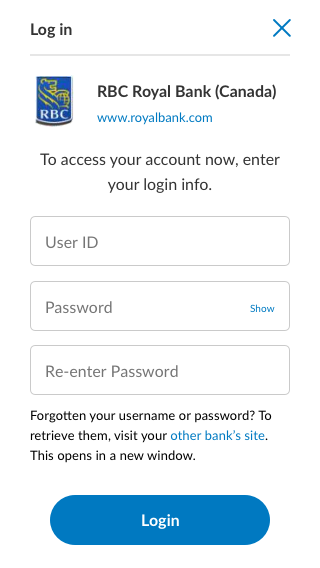 Log in
RBC Royal Bank (Canada)
RBC
www.royalbank.com
To access your account now, enter
your login info.
User ID
Password
Show
Re-enter Password
Forgotten your username or password? To
retrieve them, visit your other bank's site.
This opens in a new window.
Login